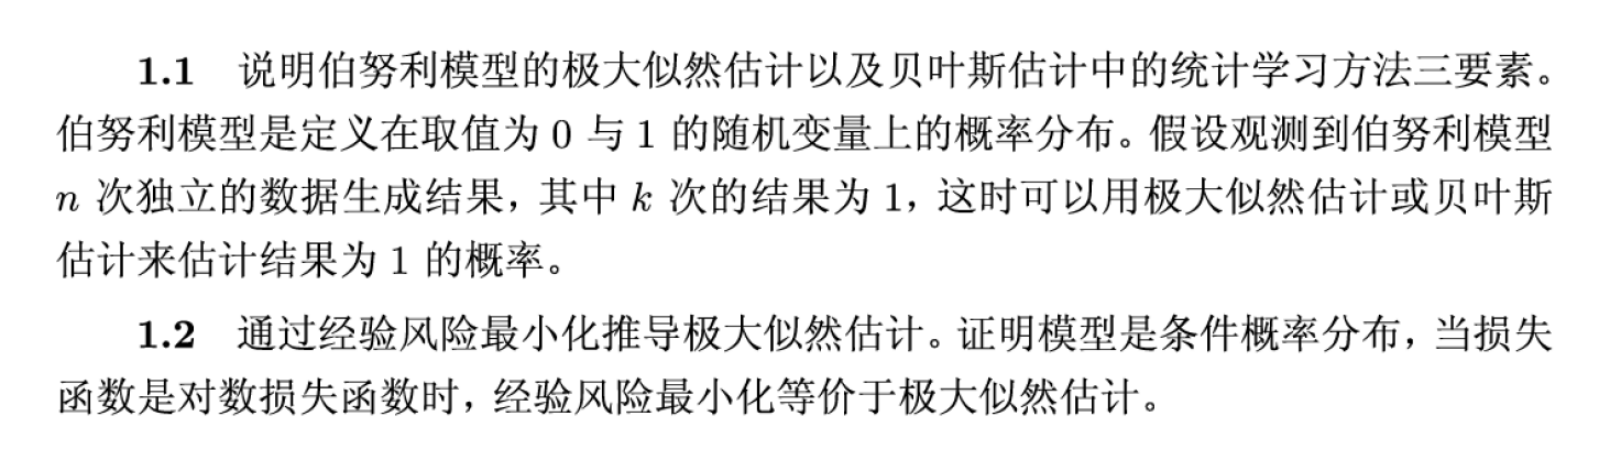 1.1 说明伯努利模型的极大似然估计以及贝叶斯估计中的统计学习方法三要素。
伯努利模型是定义在取值为 0 与 1 的随机变量上的概率分布。假设观测到伯努利模型
n 次独立的数据生成结果，其中 k 次的结果为 1，这时可以用极大似然估计或贝叶斯
估计来估计结果为 1 的概率。
1.2 通过经验风险最小化推导极大似然估计。证明模型是条件概率分布，当损失
函数是对数损失函数时，经验风险最小化等价于极大似然估计。